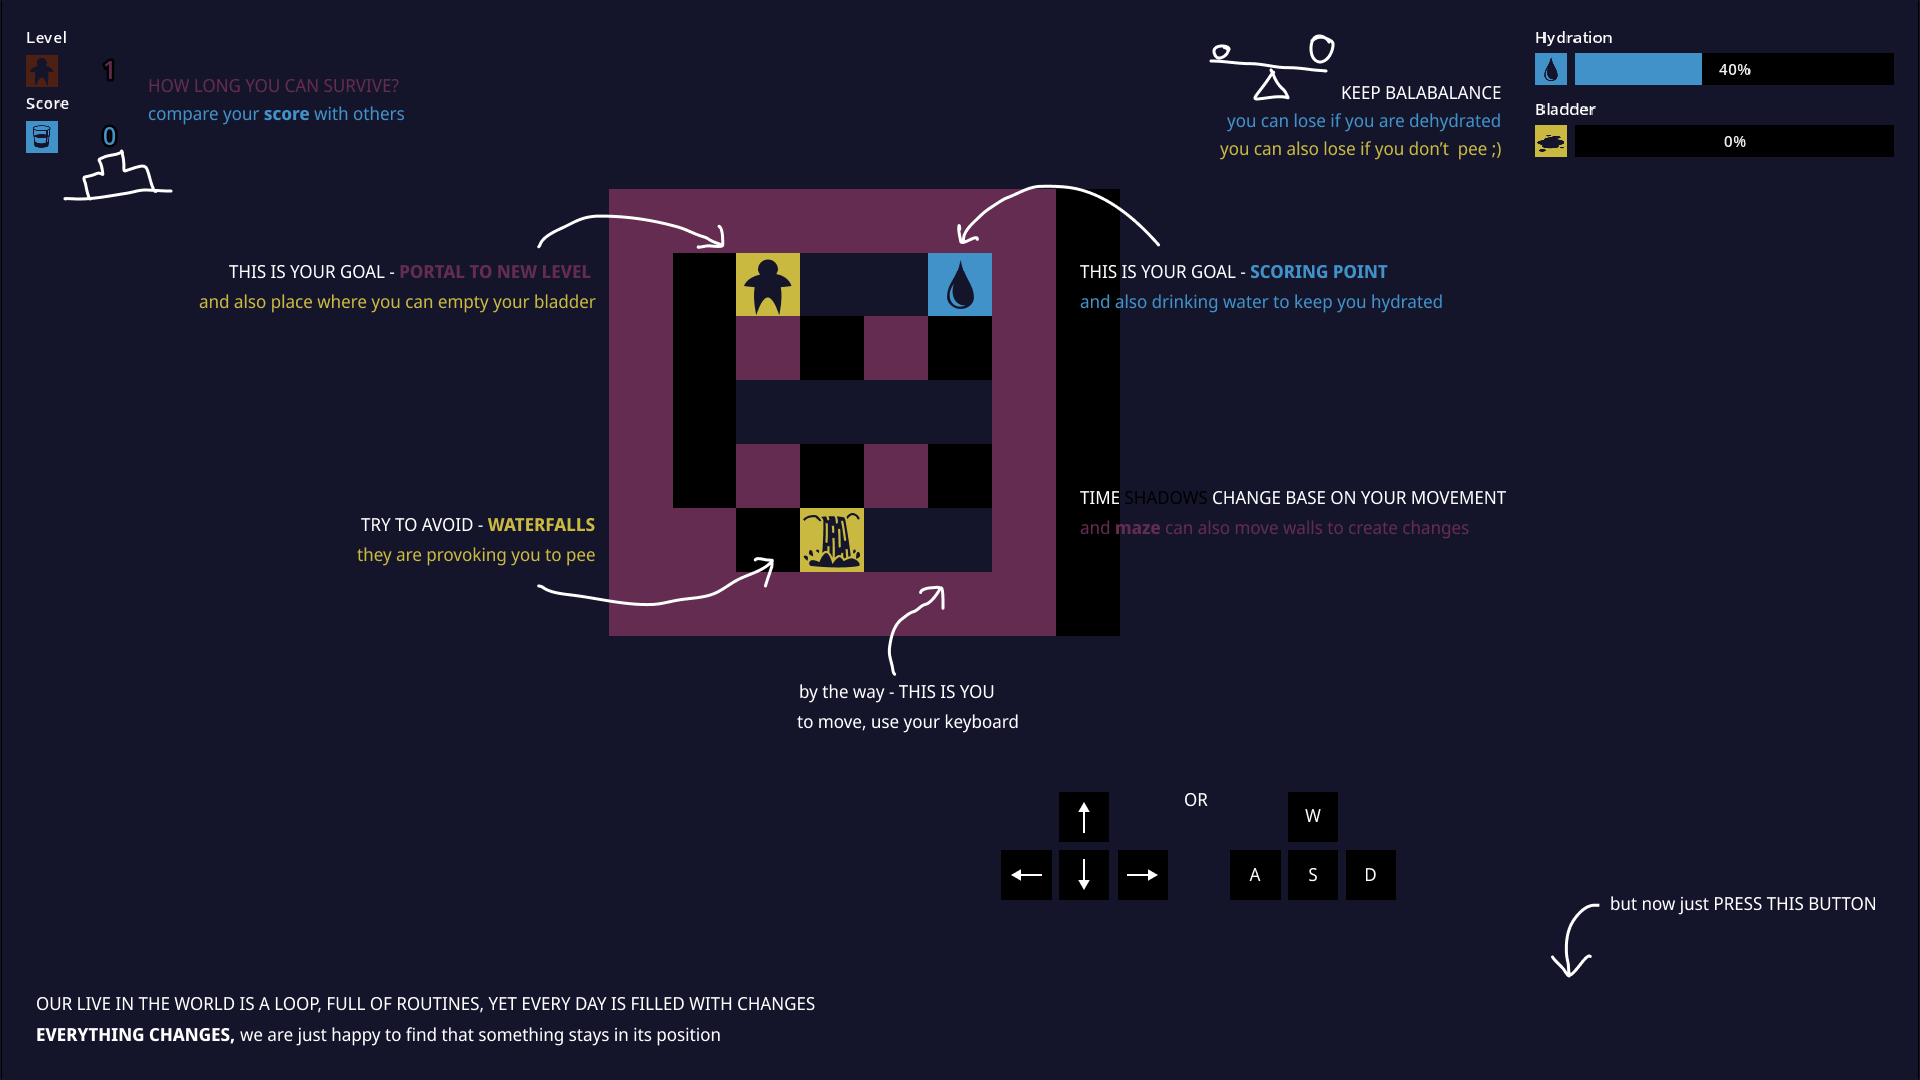 Level
1
Score
0
HOW LONG YOU CAN SURVIVE?
compare your score with others
KEEP BALABALANCE
you can lose if you are dehydrated
you can also lose if you don't pee ;)
Hydration
40%
Bladder
0%
THIS IS YOUR GOAL - PORTAL TO NEW LEVEL
and also place where you can empty your bladder
THIS IS YOUR GOAL - SCORING POINT
and also drinking water to keep you hydrated
TRY TO AVOID - WATERFALLS
they are provoking you to pee
TIME SHADOWS CHANGE BASE ON YOUR MOVEMENT
and maze can also move walls to create changes
by the way - THIS IS YOU
to move, use your keyboard
OR
W
A
S
D
but now just PRESS THIS BUTTON
OUR LIVE IN THE WORLD IS A LOOP, FULL OF ROUTINES, YET EVERY DAY IS FILLED WITH CHANGES
EVERYTHING CHANGES, we are just happy to find that something stays in its position